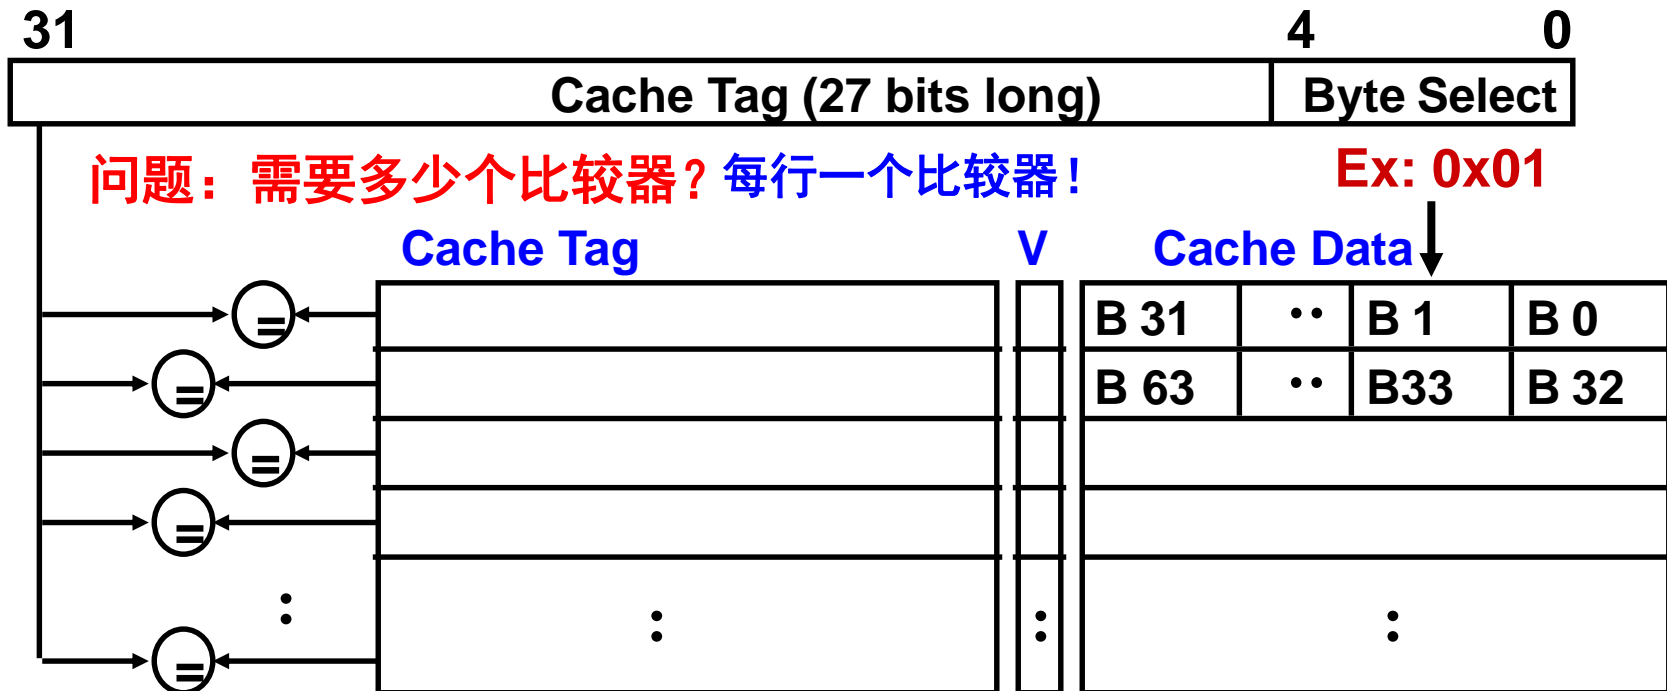 31 4 0
Cache Tag (27 bits long) Byte Select
问题：需要多少个比较器？每行一个比较器！ Ex: 0x01
Cache Tag V Cache Data
= B 31 ·· B 1 B 0
= B 63 ·· B33 B 32
=
=
: : : :
=